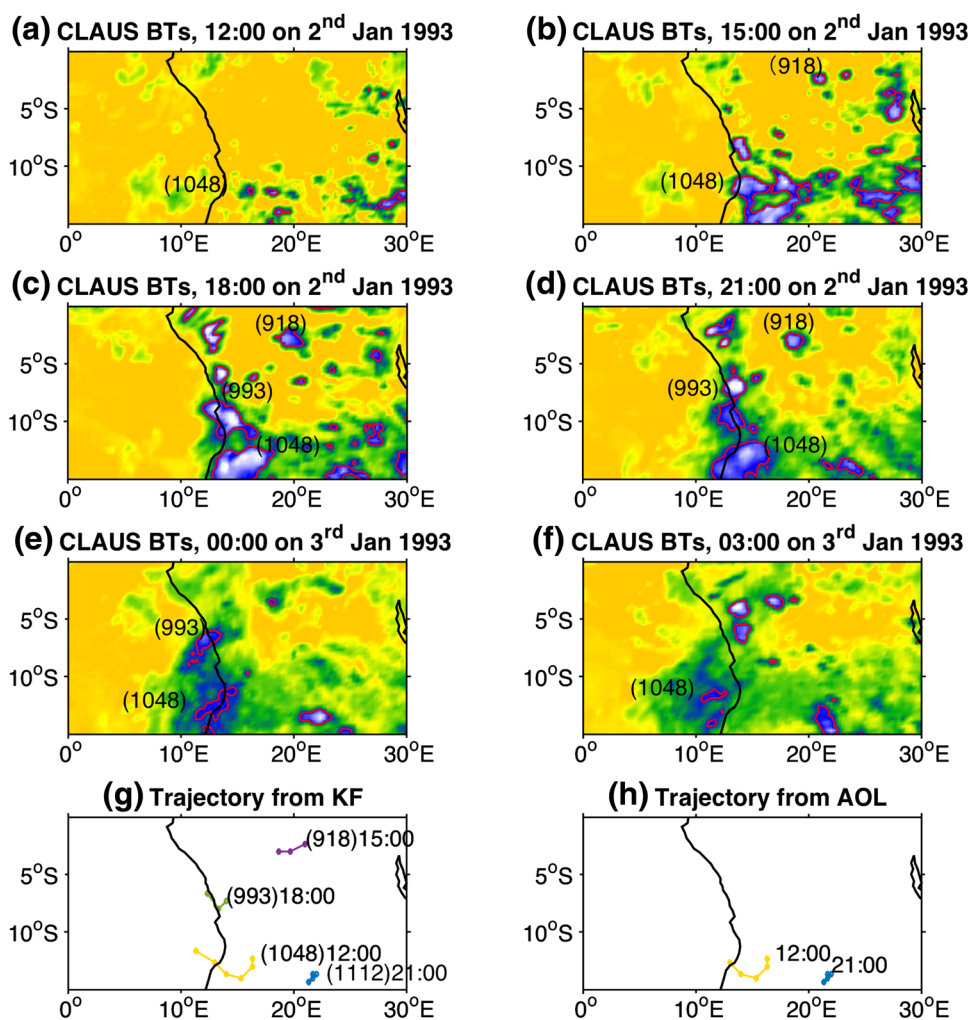 (a) CLAUS BTs, 12:00 on 2nd Jan 1993
5°S
10°S
(1048)
0° 10°E 20°E 30°E
(b) CLAUS BTs, 15:00 on 2nd Jan 1993
(918)
5°S
10°S
(1048)
0° 10°E 20°E 30°E
(c) CLAUS BTs, 18:00 on 2nd Jan 1993
(918)
5°S
(993)
10°S
(1048)
0° 10°E 20°E 30°E
(d) CLAUS BTs, 21:00 on 2nd Jan 1993
(918)
5°S
(993)
10°S
(1048)
0° 10°E 20°E 30°E
(e) CLAUS BTs, 00:00 on 3rd Jan 1993
5°S
(993)
10°S
(1048)
0° 10°E 20°E 30°E
(f) CLAUS BTs, 03:00 on 3rd Jan 1993
5°S
10°S
(1048)
0° 10°E 20°E 30°E
(g) Trajectory from KF
(918)15:00
5°S
(993)18:00
10°S
(1048)12:00
(1112)21:00
0° 10°E 20°E 30°E
(h) Trajectory from AOL
5°S
10°S
12:00
21:00
0° 10°E 20°E 30°E